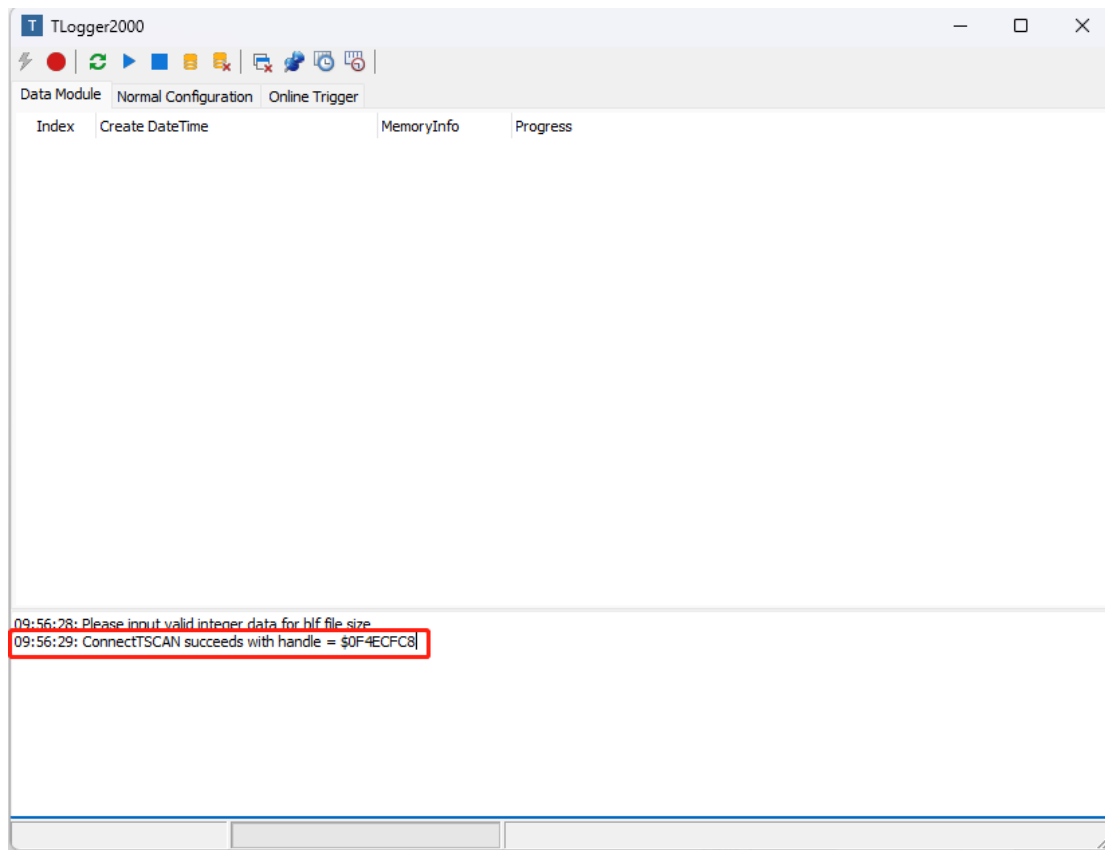 T TLogger2000
Data Module Normal Configuration Online Trigger
Index Create DateTime MemoryInfo Progress
09:56:28: Please input valid integer data for blf file size
09:56:29: ConnectTSCAN succeeds with handle = $0F4ECFC8